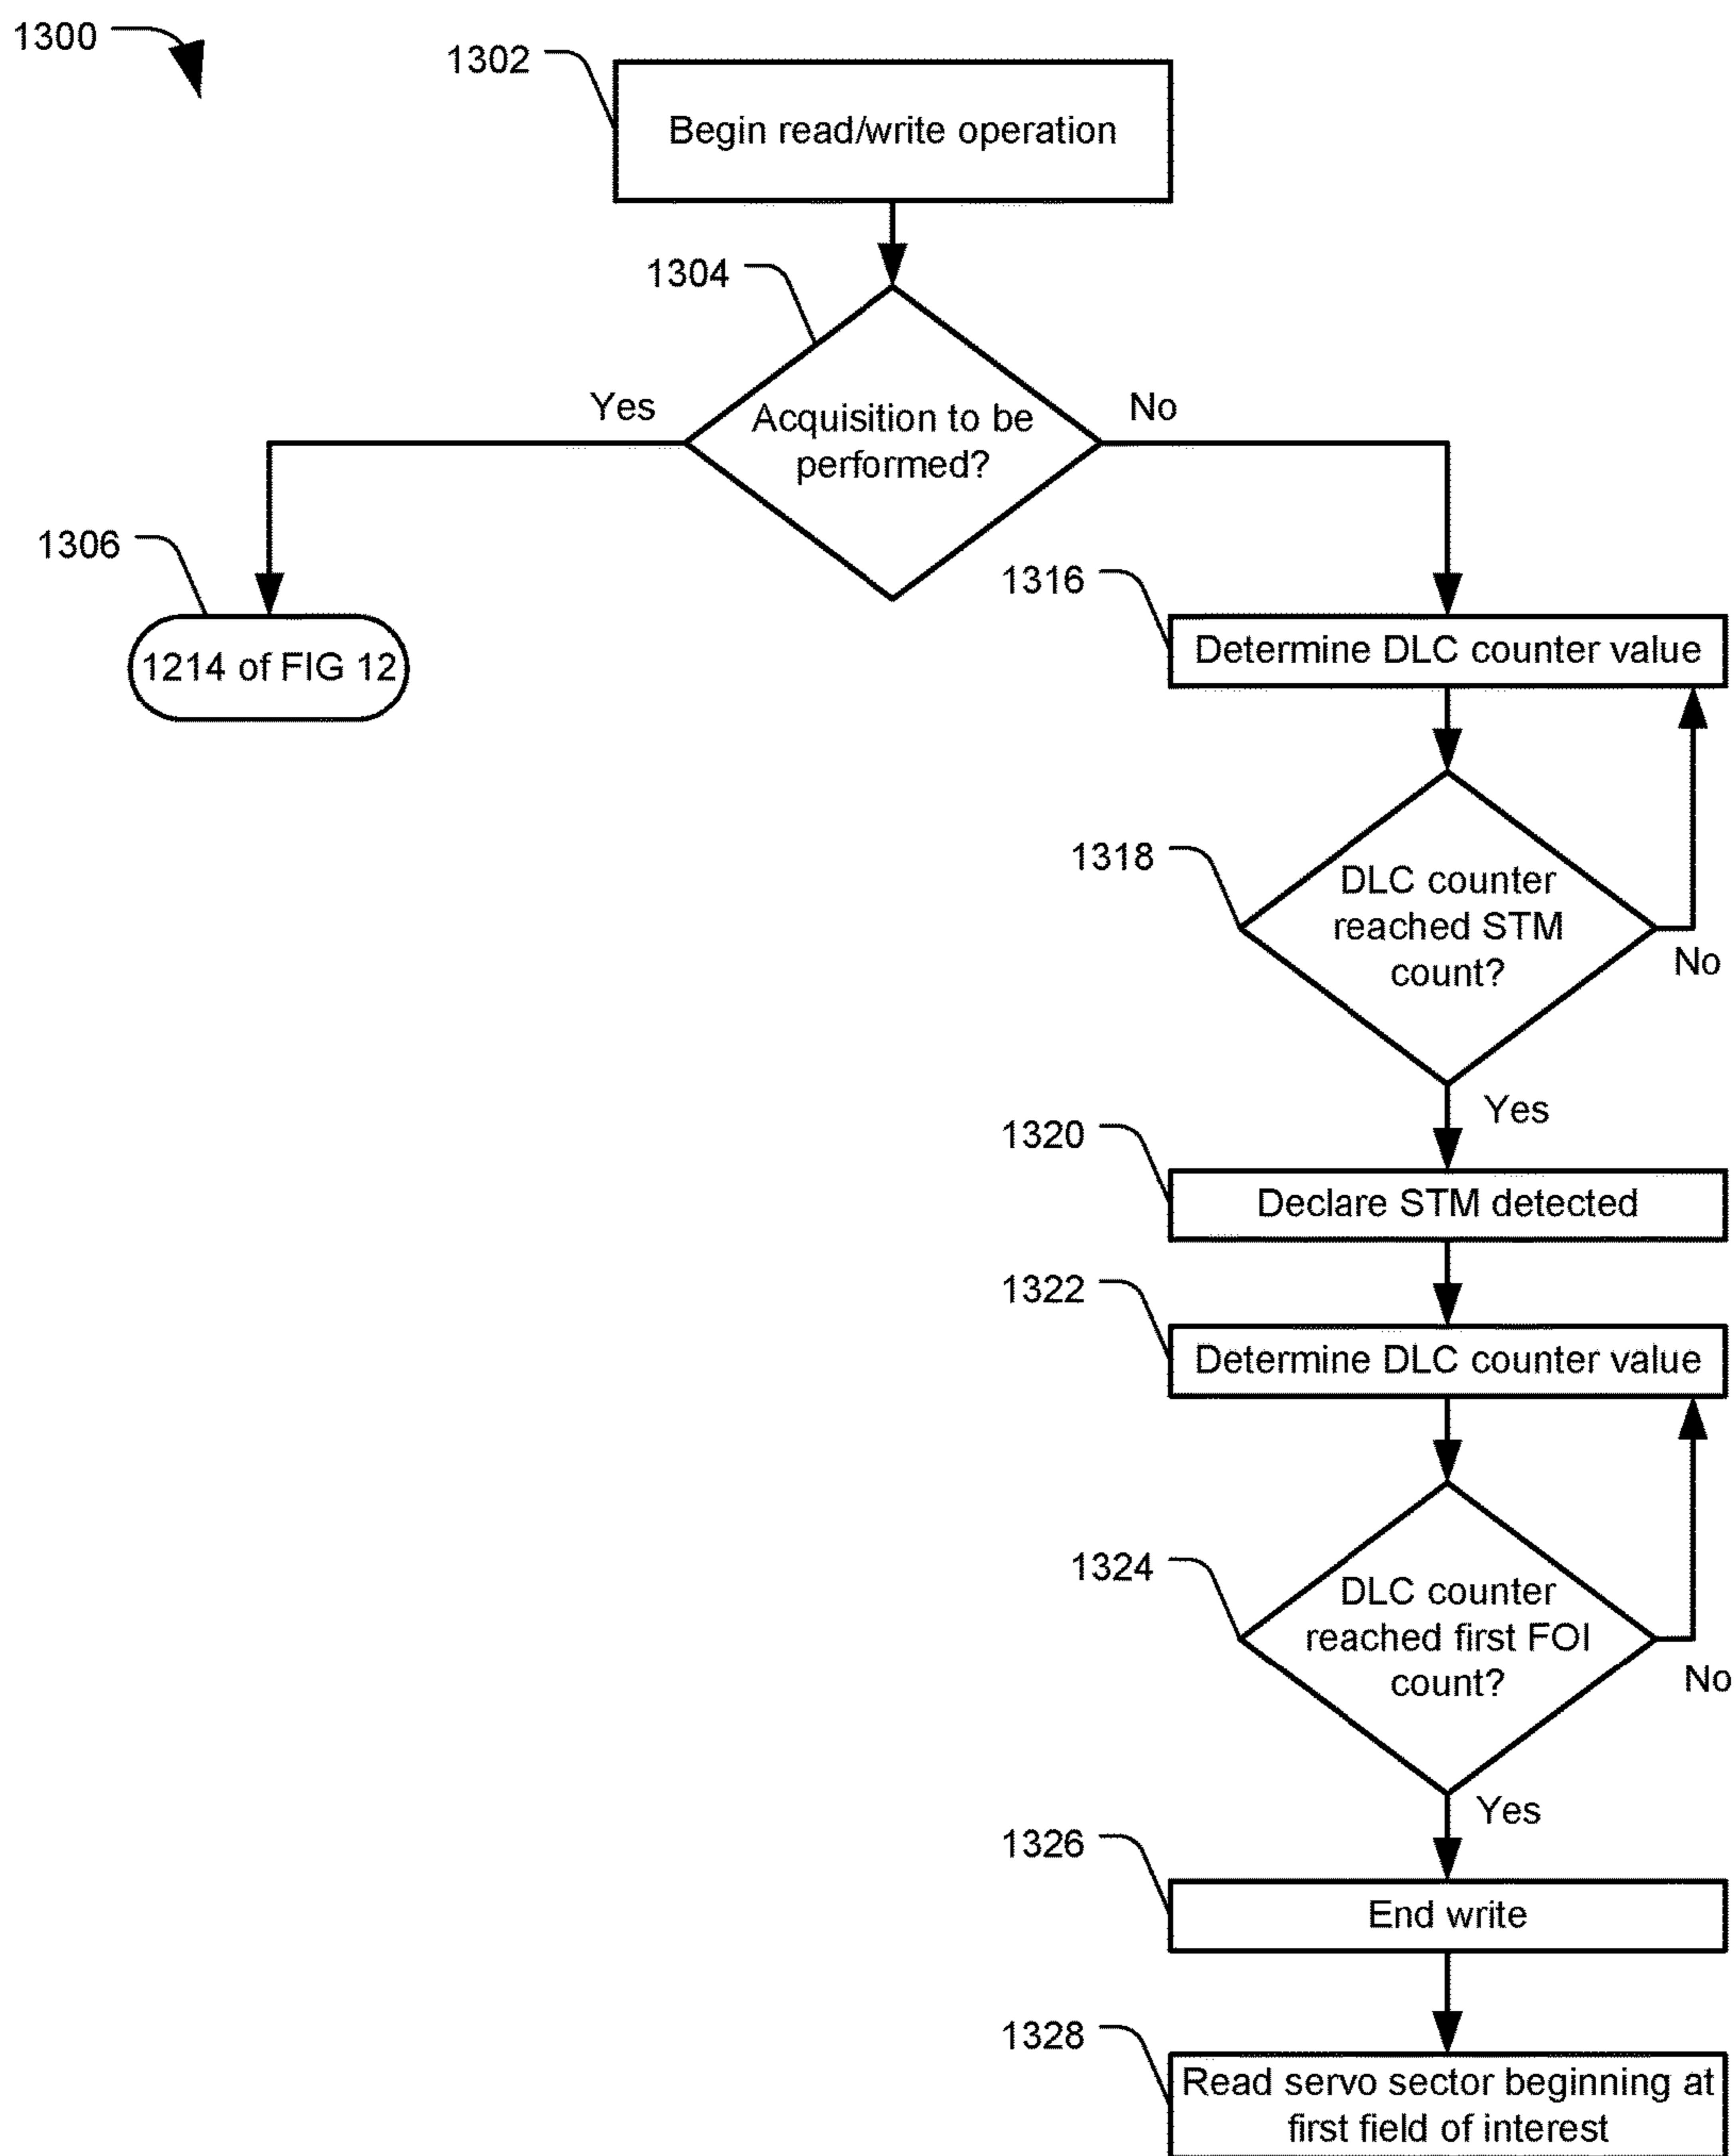 1300
1302
Begin read/write operation
1304
Acquisition to be
performed?
Yes
No
1306
1214 of FIG 12
1316
Determine DLC counter value
1318
DLC counter
reached STM
count?
No
Yes
1320
Declare STM detected
1322
Determine DLC counter value
1324
DLC counter
reached first FOI
count?
No
Yes
1326
End write
1328
Read servo sector beginning at
first field of interest